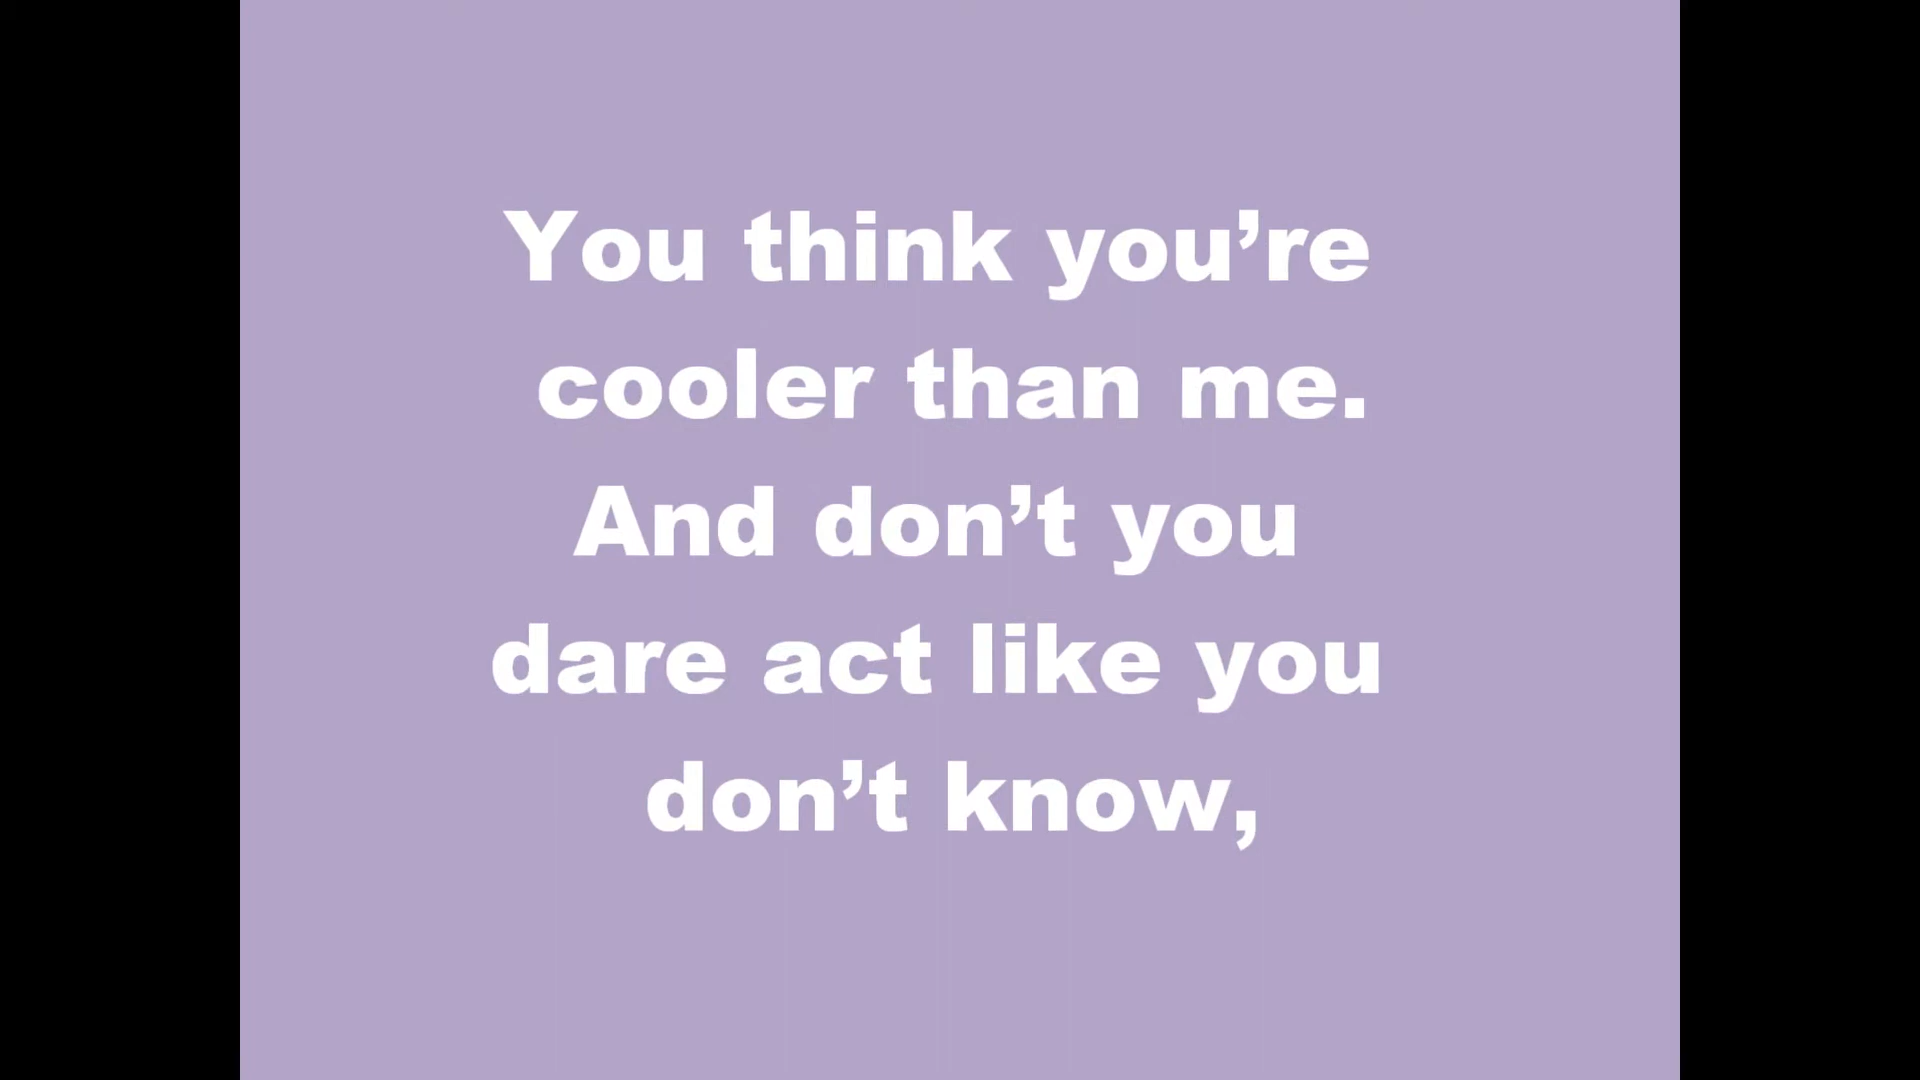 You think you’re
cooler than me.
And don’t you
dare act like you
don’t know,